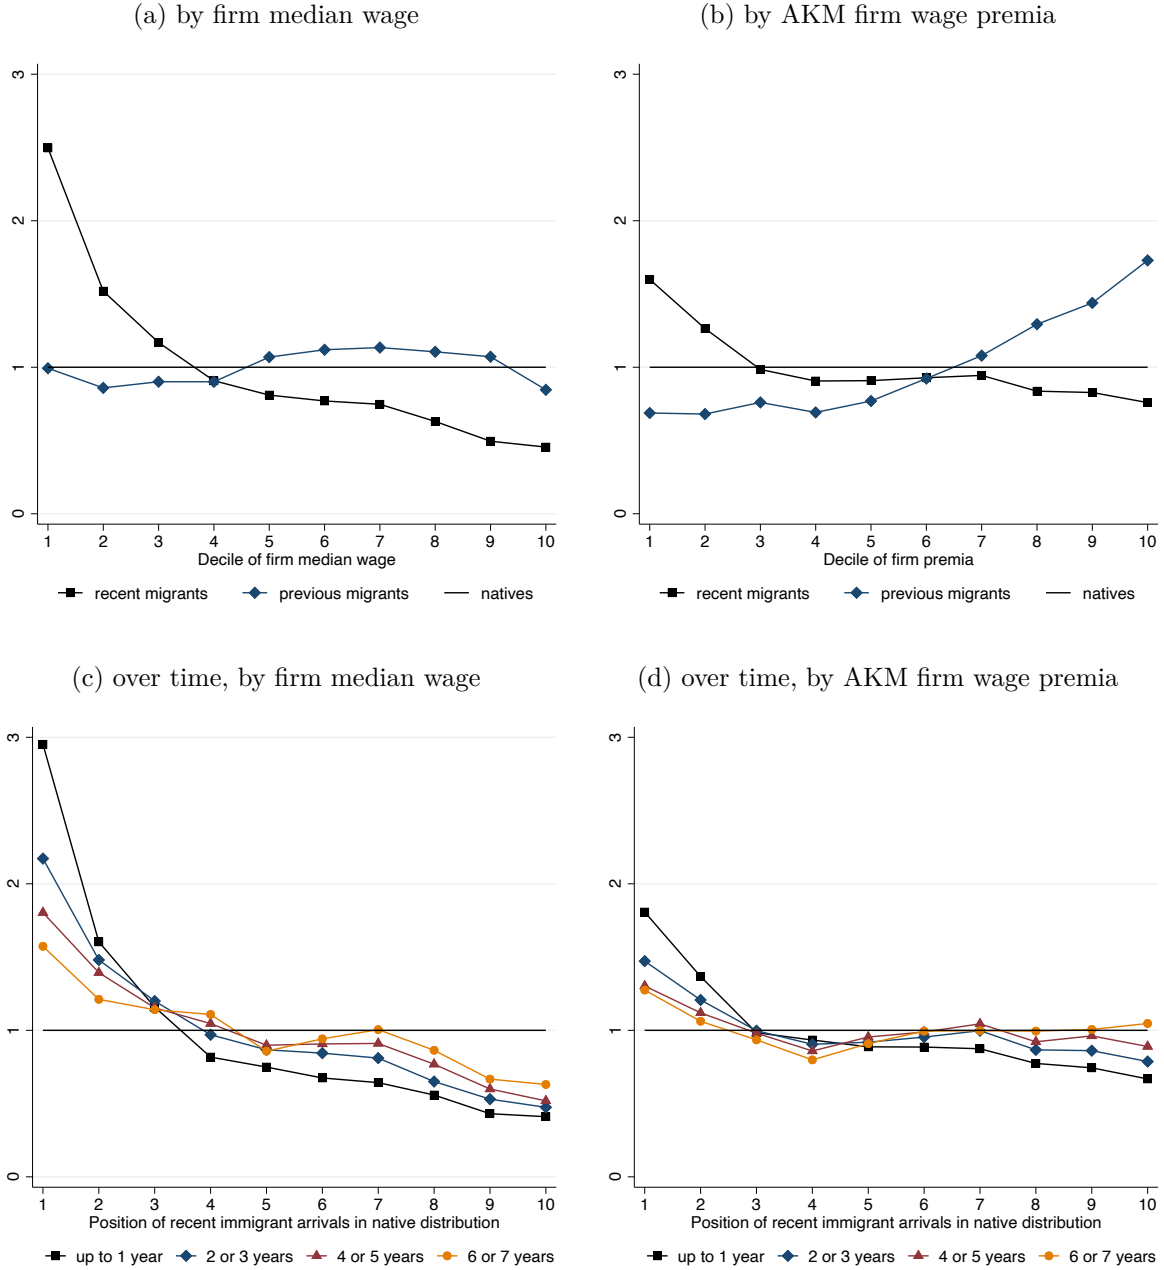 (a) by firm median wage
3
2
1
0
1 2 3 4 5 6 7 8 9 10
Decile of firm median wage
recent migrants previous migrants natives
(b) by AKM firm wage premia
3
2
1
0
1 2 3 4 5 6 7 8 9 10
Decile of firm premia
recent migrants previous migrants natives
(c) over time, by firm median wage
3
2
1
0
1 2 3 4 5 6 7 8 9 10
Position of recent immigrant arrivals in native distribution
up to 1 year 2 or 3 years 4 or 5 years 6 or 7 years
(d) over time, by AKM firm wage premia
3
2
1
0
1 2 3 4 5 6 7 8 9 10
Position of recent immigrant arrivals in native distribution
up to 1 year 2 or 3 years 4 or 5 years 6 or 7 years